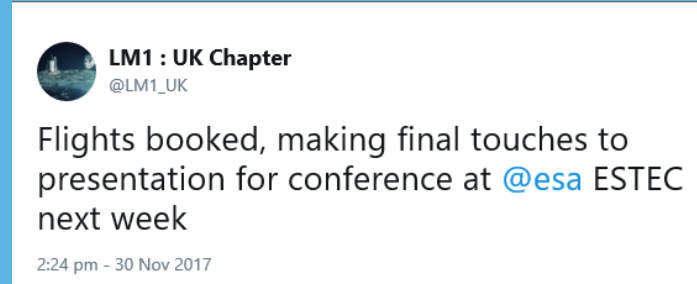 LM1 : UK Chapter
@LM1_UK
Flights booked, making final touches to
presentation for conference at @esa ESTEC
next week
2:24 pm - 30 Nov 2017